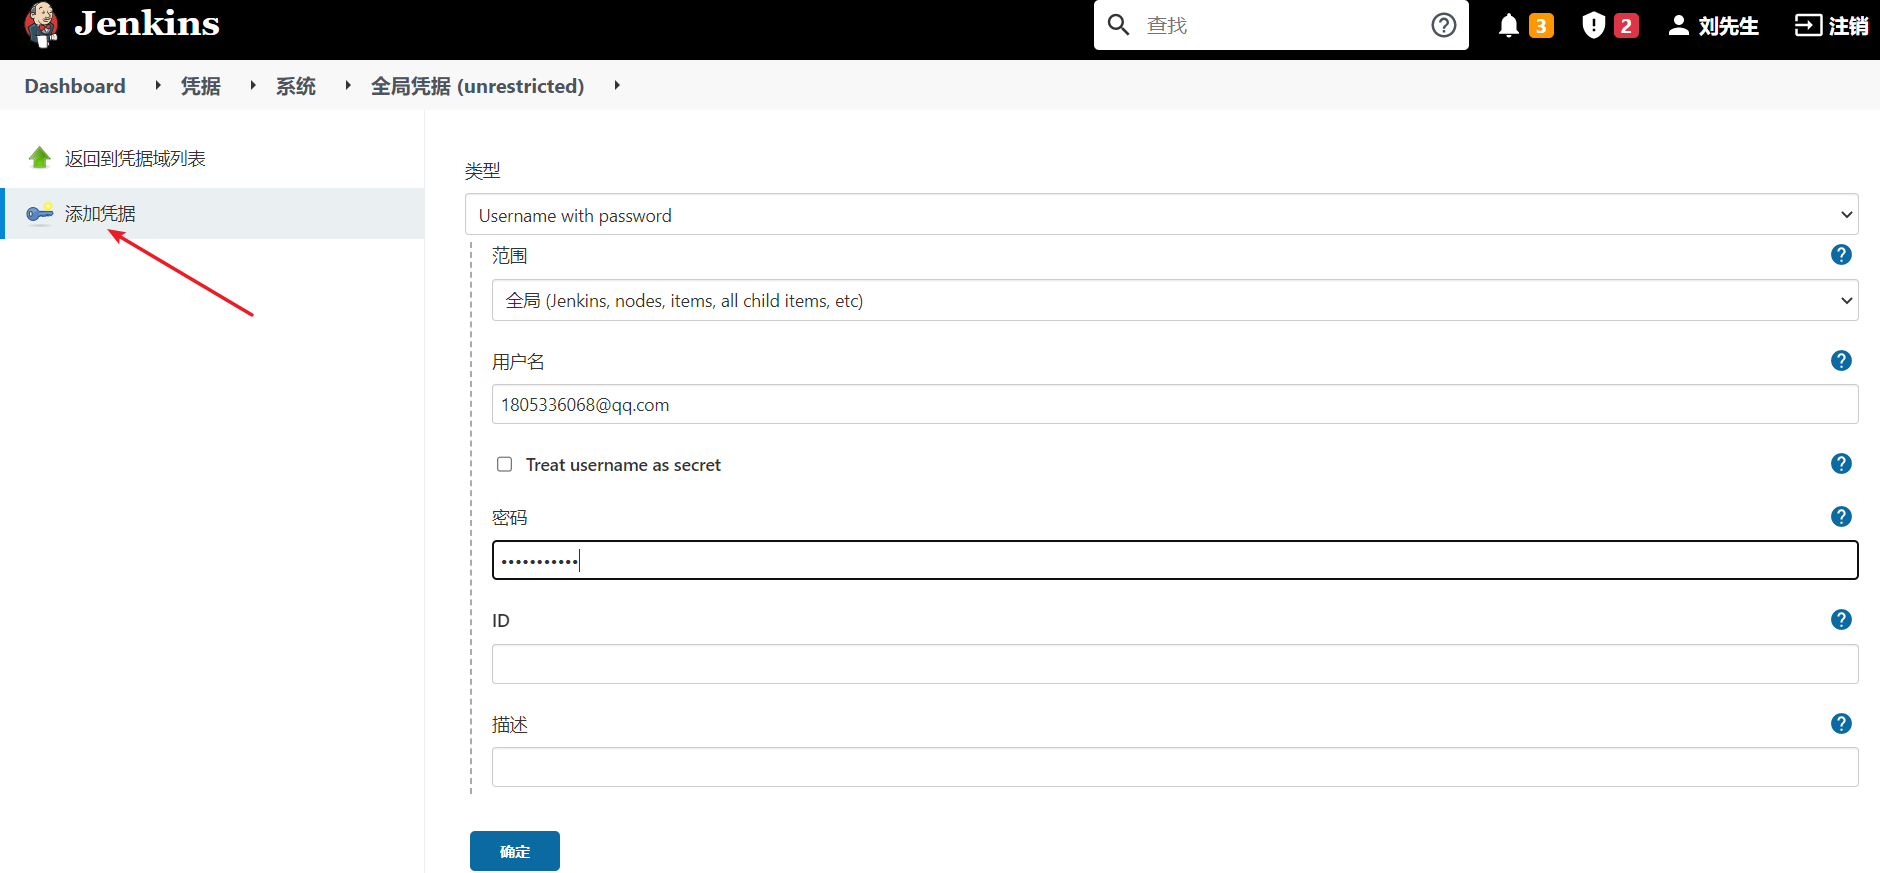 Jenkins
查找
3
2
刘先生
注销
Dashboard
凭据
系统
全局凭据 (unrestricted)
返回到凭据域列表
添加凭据
类型
Username with password
范围
全局 (Jenkins, nodes, items, all child items, etc)
用户名
1805336068@qq.com
Treat username as secret
密码
•••••••••••
ID
描述
确定